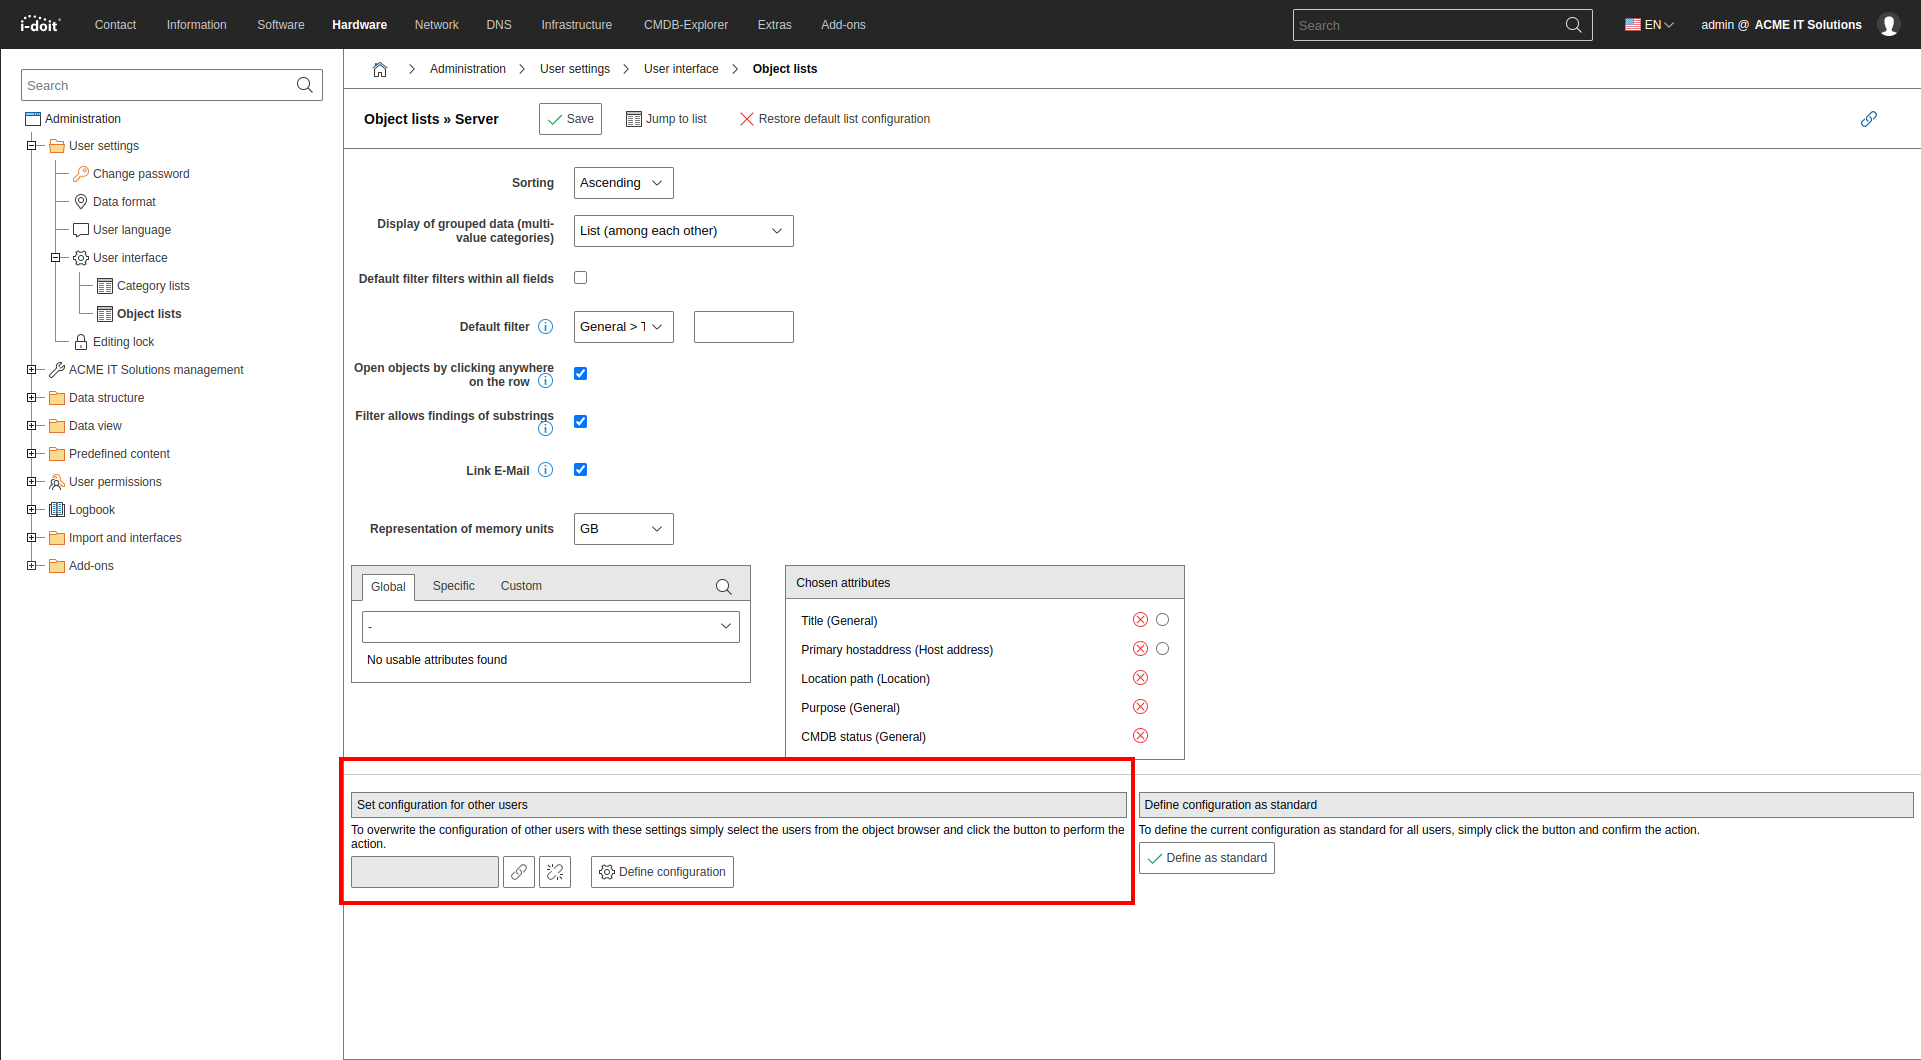 i-doit
Contact
Information
Software
Hardware
Network
DNS
Infrastructure
CMDB-Explorer
Extras
Add-ons
Search
EN
admin @ ACME IT Solutions
Search
Administration
User settings
Change password
Data format
User language
User interface
Category lists
Object lists
Editing lock
ACME IT Solutions management
Data structure
Data view
Predefined content
User permissions
Logbook
Import and interfaces
Add-ons
Administration
User settings
User interface
Object lists
Object lists » Server
Save
Jump to list
Restore default list configuration
Sorting
Ascending
Display of grouped data (multi-
value categories)
List (among each other)
Default filter filters within all fields
Default filter
General > T
Open objects by clicking anywhere
on the row
Filter allows findings of substrings
Link E-Mail
Representation of memory units
GB
Global
Specific
Custom
-
No usable attributes found
Chosen attributes
Title (General)
Primary hostaddress (Host address)
Location path (Location)
Purpose (General)
CMDB status (General)
Set configuration for other users
To overwrite the configuration of other users with these settings simply select the users from the object browser and click the button to perform the
action.
Define configuration
Define configuration as standard
To define the current configuration as standard for all users, simply click the button and confirm the action.
Define as standard